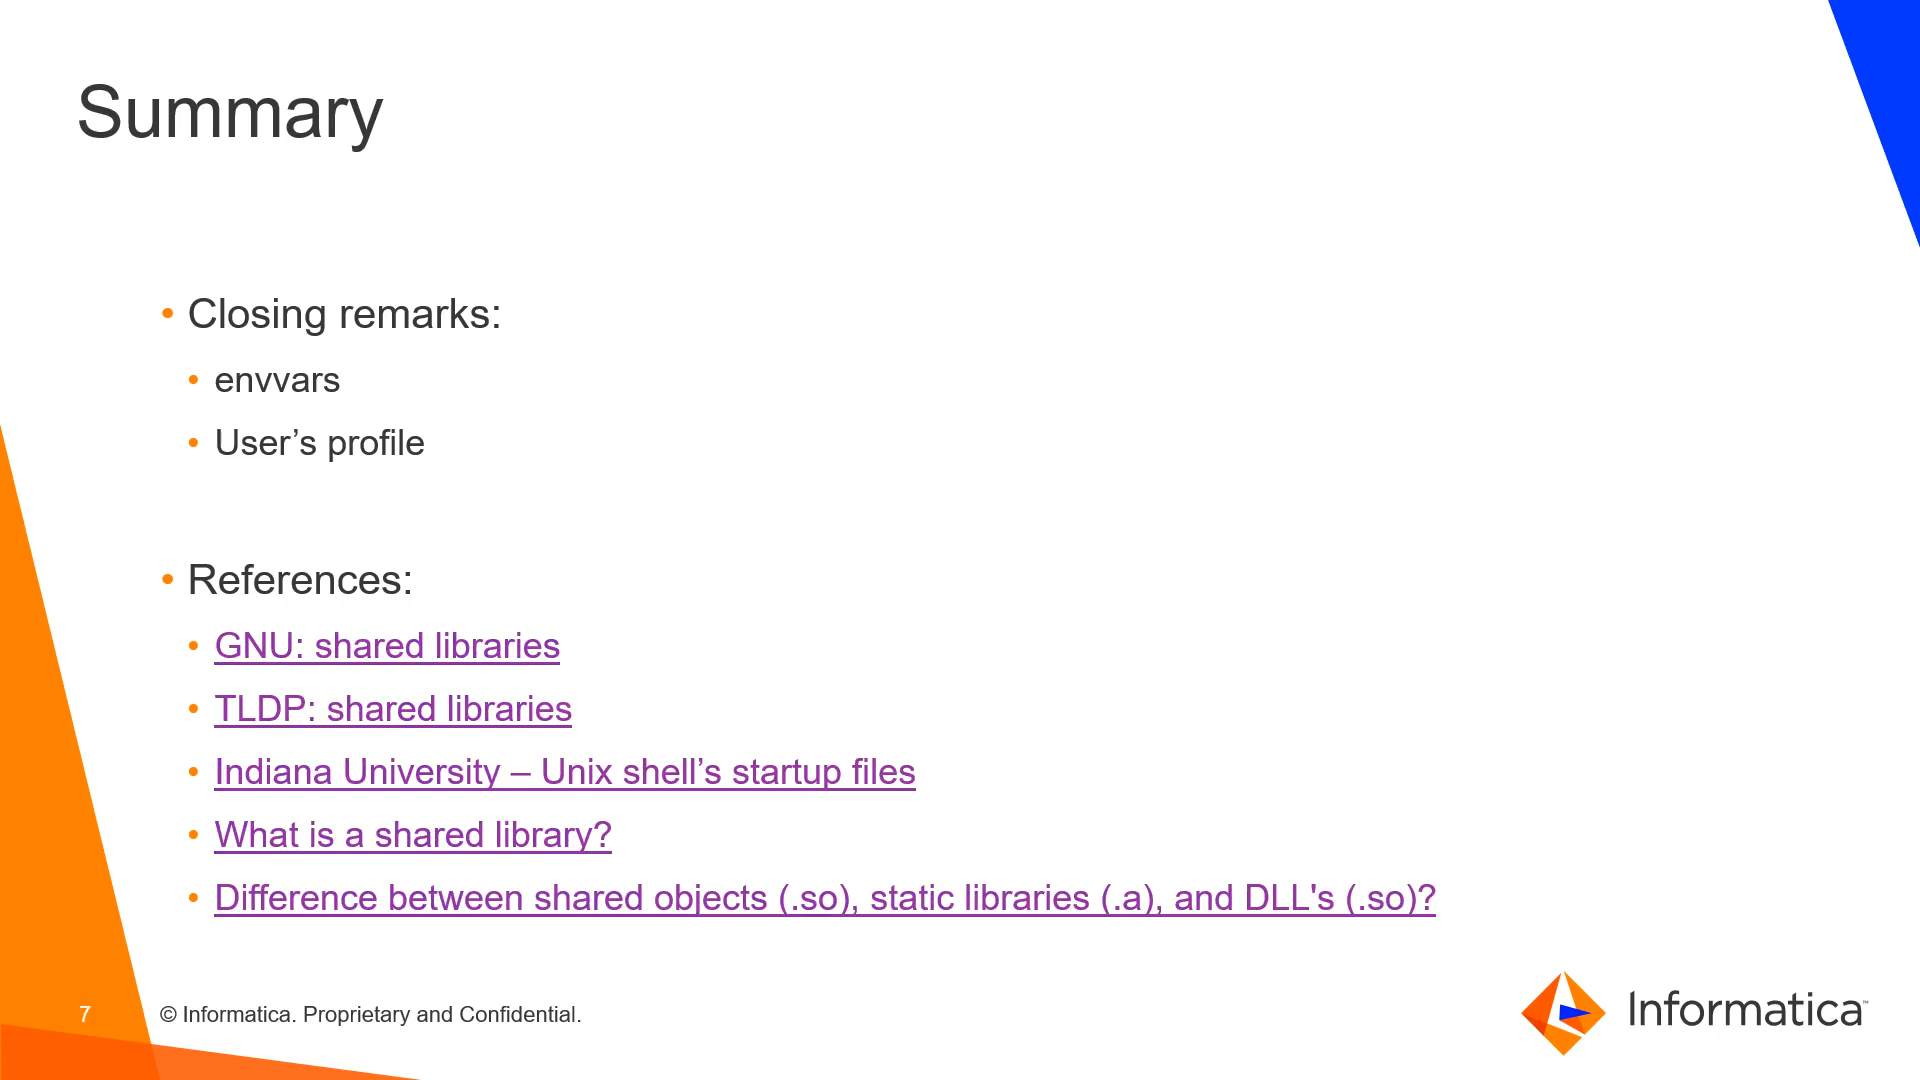 Summary
• Closing remarks:
• envvars
• User’s profile
• References:
• GNU: shared libraries
• TLDP: shared libraries
• Indiana University – Unix shell’s startup files
• What is a shared library?
• Difference between shared objects (.so), static libraries (.a), and DLL's (.so)?
7
© Informatica. Proprietary and Confidential.
Informatica™